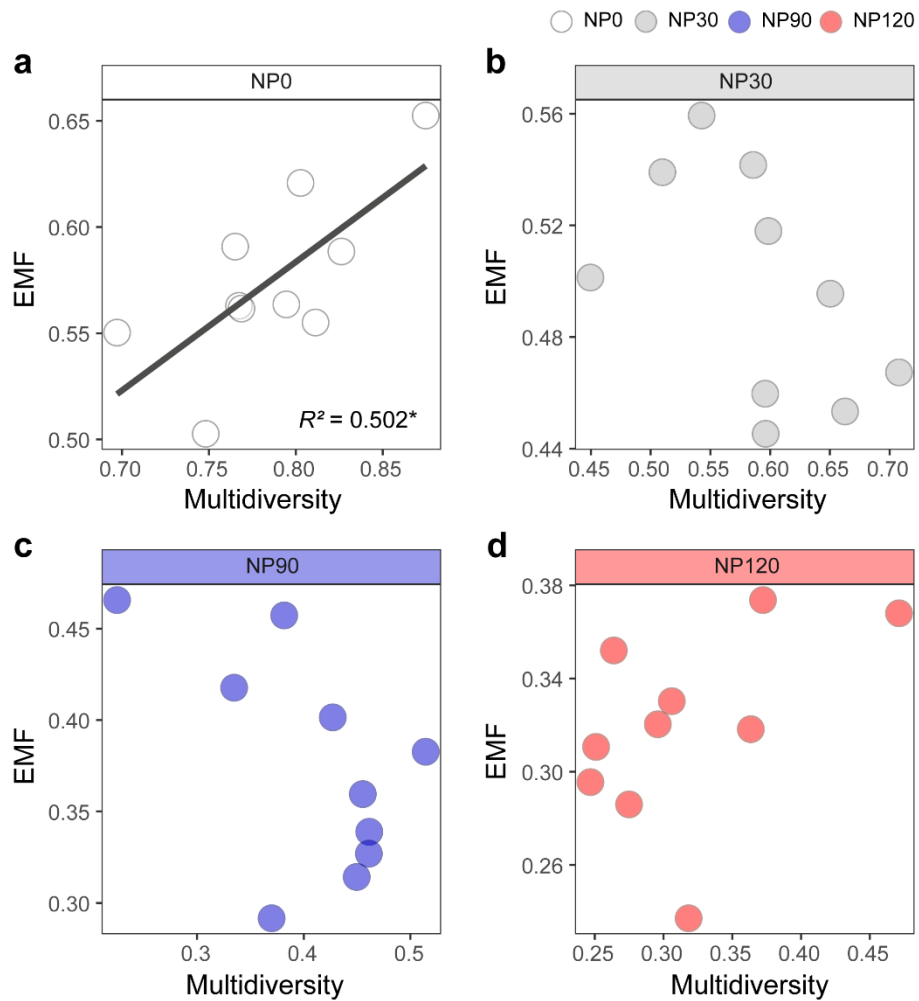 NP0 NP30 NP90 NP120
a
NP0
0.65
0.60
0.55
0.50
EMF
R² = 0.502*
0.70 0.75 0.80 0.85
Multidiversity
b
NP30
0.56
0.52
0.48
0.44
EMF
0.45 0.50 0.55 0.60 0.65 0.70
Multidiversity
c
NP90
0.45
0.40
0.35
0.30
EMF
0.3 0.4 0.5
Multidiversity
d
NP120
0.38
0.34
0.30
0.26
EMF
0.25 0.30 0.35 0.40 0.45
Multidiversity